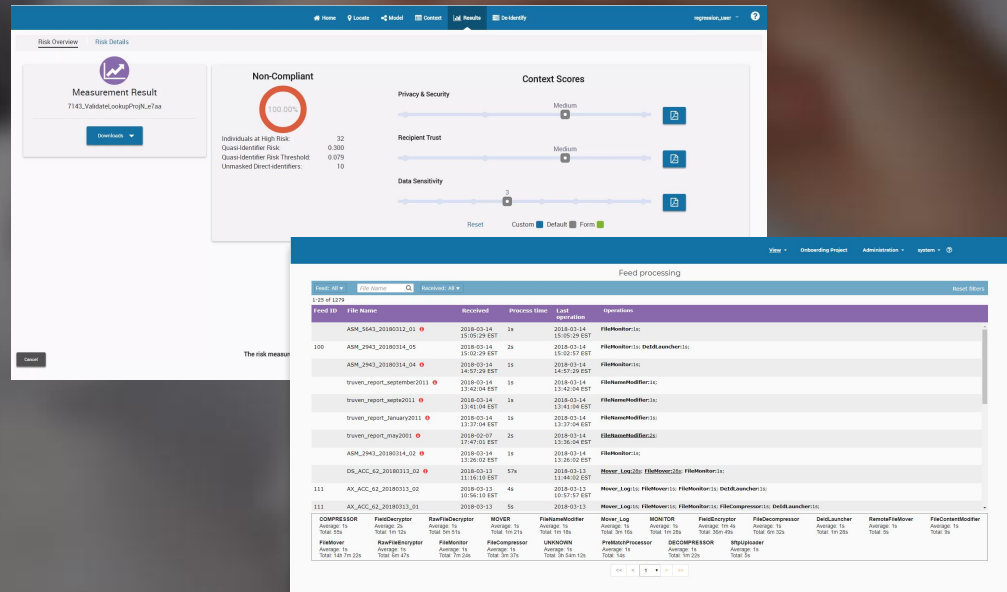 Home Locate Model Context Results De-Identify regression_user
Risk Overview Risk Details
Measurement Result
7143_ValidateLookupProjN_e7aa
Downloads
Non-Compliant
100.00%
Individuals at High Risk: 32
Quasi-Identifier Risk: 0.300
Quasi-Identifier Risk Threshold: 0.079
Unmasked Direct-identifiers: 10
Context Scores
Privacy & Security
Medium
Recipient Trust
Medium
Data Sensitivity
3
Reset Custom Default Form
Cancel
The risk measur
View Onboarding Project Administration system
Feed processing
Feed: All File Name Received: All Reset filters
1-25 of 1279
Feed ID File Name Received Process time Last operation Operations
ASM_5643_20180312_01 2018-03-14 15:05:29 EST 1s 2018-03-14 15:05:29 EST FileMonitor:1s;
100 ASM_2943_20180314_05 2018-03-14 15:02:29 EST 2s 2018-03-14 15:02:57 EST FileMonitor:1s; DeIdLauncher:1s;
ASM_2943_20180314_04 2018-03-14 14:57:29 EST 1s 2018-03-14 14:57:29 EST FileMonitor:1s;
truven_report_september2011 2018-03-14 13:42:04 EST 1s 2018-03-14 13:42:04 EST FileNameModifier:1s;
truven_report_septe2011 2018-03-14 13:41:04 EST 1s 2018-03-14 13:41:04 EST FileNameModifier:1s;
truven_report_January2011 2018-03-14 13:37:04 EST 1s 2018-03-14 13:37:04 EST FileNameModifier:1s;
truven_report_may2001 2018-02-07 17:47:01 EST 2s 2018-03-14 13:36:04 EST FileNameModifier:2s;
ASM_2943_20180314_02 2018-03-14 13:26:02 EST 1s 2018-03-14 13:26:02 EST FileMonitor:1s;
DS_ACC_62_20180313_02 2018-03-13 11:16:10 EST 57s 2018-03-13 11:44:02 EST Mover_Log:28s; FileMover:28s; FileMonitor:1s;
111 AX_ACC_62_20180313_02 2018-03-13 10:56:10 EST 4s 2018-03-13 10:57:57 EST Mover_Log:1s; FileMover:1s; FileMonitor:1s; DeIdLauncher:1s;
111 AX_ACC_62_20180313_01 2018-03-13 5s 2018-03-13 Mover_Log:1s; FileMover:1s; FileMonitor:1s; FileCompressor:1s; DeIdLauncher:1s;
COMPRESSOR FieldDecryptor RawFileDecryptor MOVER FileNameModifier Mover_Log MONITOR FieldEncryptor FileDecompressor DeIdLauncher RemoteFileMover FileContentModifier
Average: 1s Average: 2s Average: 1s Average: 1s Average: 1s Average: 1s Average: 1s Average: 1m 4s Average: 1s Average: 1s Average: 1s Average: 1s
Total: 50s Total: 1m 12s Total: 5m 51s Total: 1m 21s Total: 1m 18s Total: 3m 16s Total: 1m 28s Total: 36m 49s Total: 6m 32s Total: 5m 36s Total: 5s Total: 9s
FileMover RawFileEncryptor FileMonitor FileCompressor UNKNOWN PreMatchProcessor DECOMPRESSOR SftpUploader
Average: 1s Average: 1s Average: 1s Average: 1s Average: 1s Average: 1s Average: 1s Average: 1s
Total: 14h 7m 22s Total: 6m 47s Total: 7m 24s Total: 3m 37s Total: 3h 54m 12s Total: 14s Total: 1m 22s Total: 5s
1